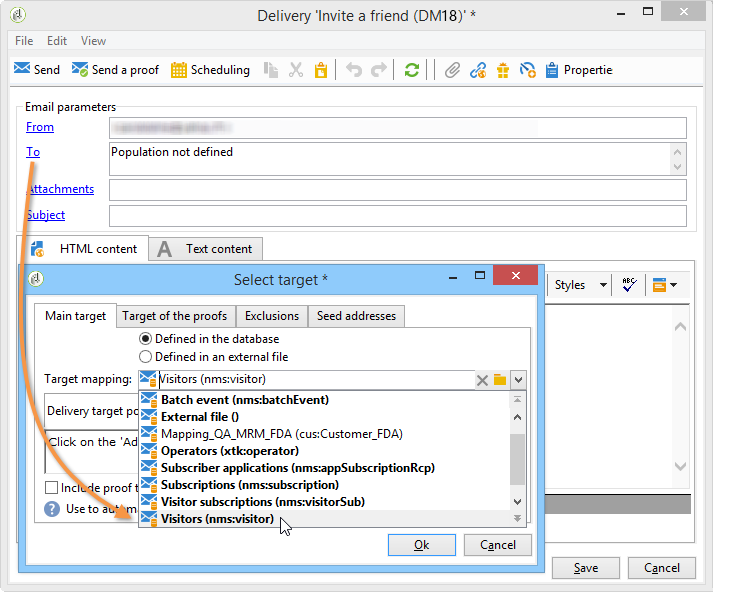 Delivery 'Invite a friend (DM18)' *
File Edit View
Send Send a proof Scheduling Propertie
Email parameters
From
To Population not defined
Attachments
Subject
HTML content A Text content
Select target *
Styles ABC
Main target Target of the proofs Exclusions Seed addresses
Defined in the database
Defined in an external file
Target mapping: Visitors (nms:visitor)
Batch event (nms:batchEvent)
Delivery target po
External file ()
Mapping_QA_MRM_FDA (cus:Customer_FDA)
Click on the 'Ad
Operators (xtk:operator)
Subscriber applications (nms:appSubscriptionRcp)
Include proof t
Subscriptions (nms:subscription)
Visitor subscriptions (nms:visitorSub)
? Use to autom
Visitors (nms:visitor)
Ok Cancel
Save Cancel